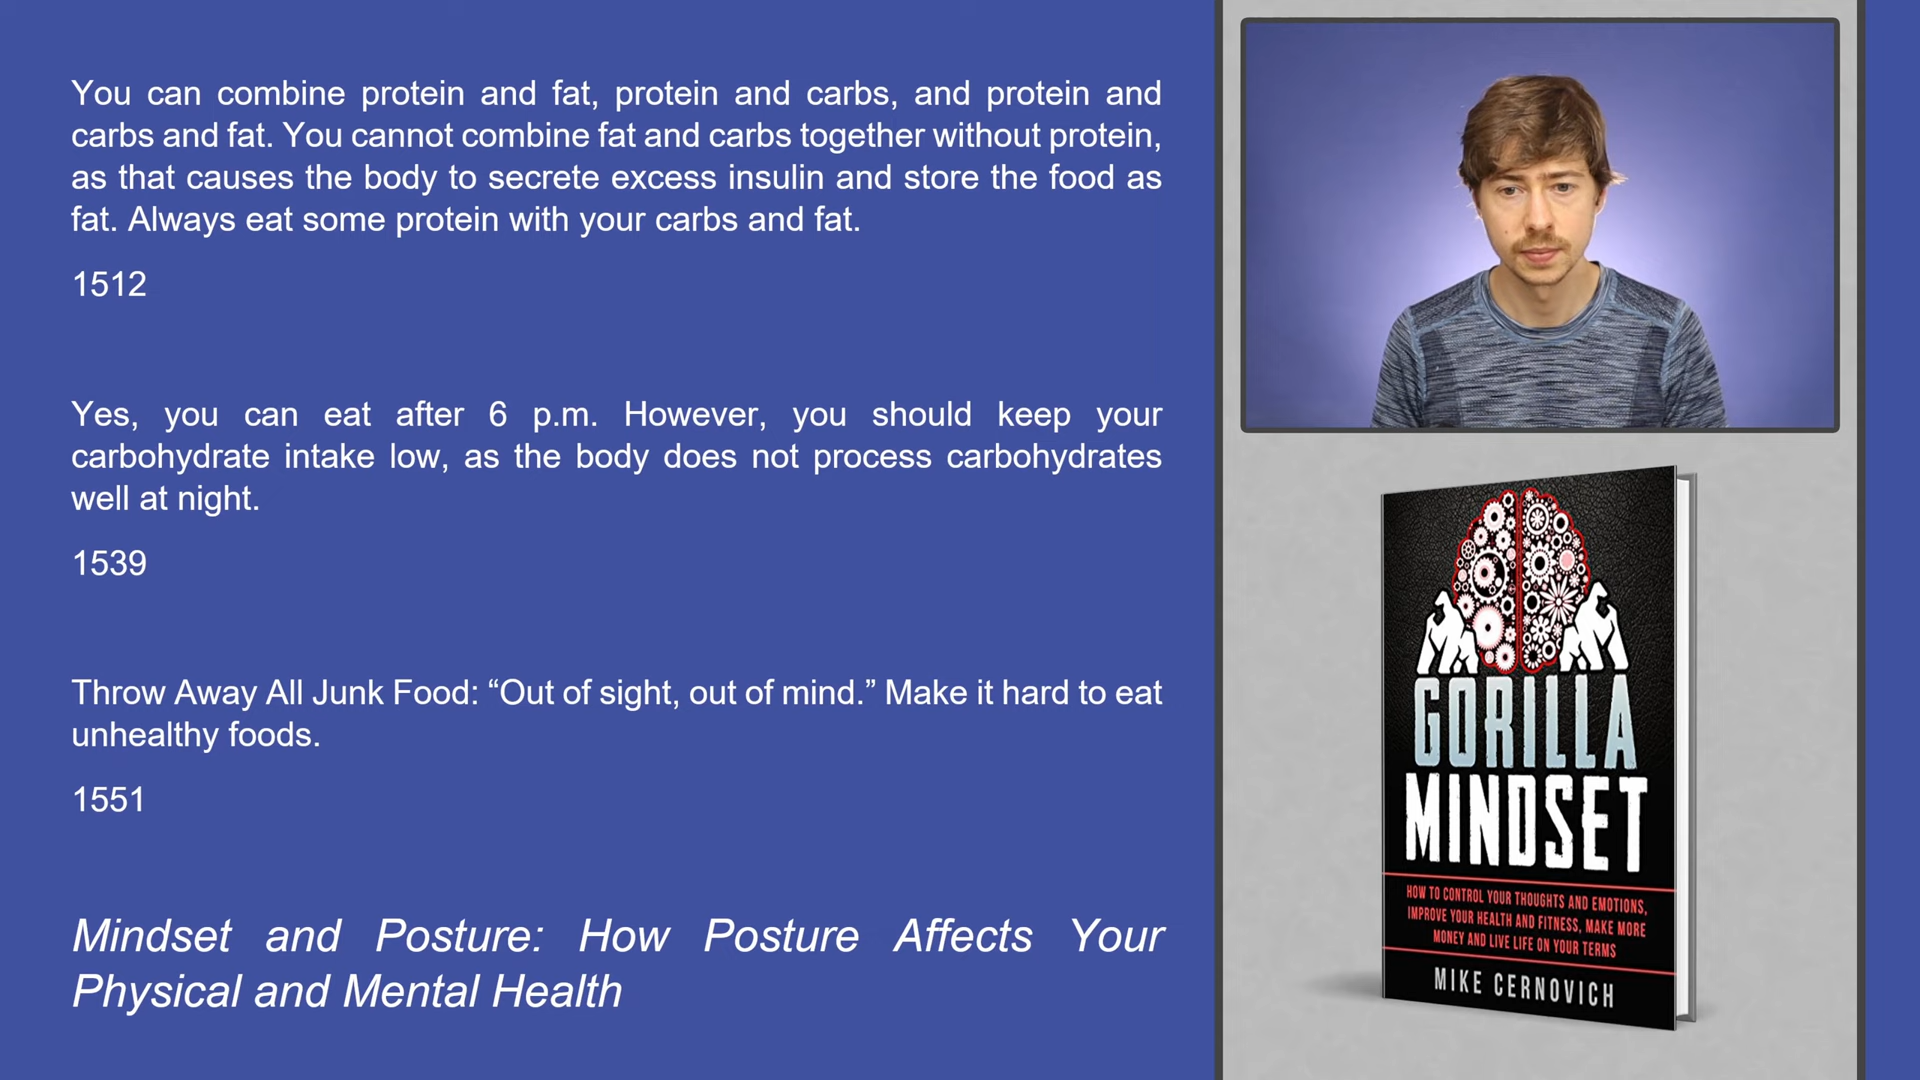 You can combine protein and fat, protein and carbs, and protein and
carbs and fat. You cannot combine fat and carbs together without protein,
as that causes the body to secrete excess insulin and store the food as
fat. Always eat some protein with your carbs and fat.
1512
Yes, you can eat after 6 p.m. However, you should keep your
carbohydrate intake low, as the body does not process carbohydrates
well at night.
1539
Throw Away All Junk Food: “Out of sight, out of mind.” Make it hard to eat
unhealthy foods.
1551
Mindset and Posture: How Posture Affects Your
Physical and Mental Health
GORILLA
MINDSET
HOW TO CONTROL YOUR THOUGHTS AND EMOTIONS,
IMPROVE YOUR HEALTH AND FITNESS, MAKE MORE
MONEY AND LIVE LIFE ON YOUR TERMS
MIKE CERNOVICH